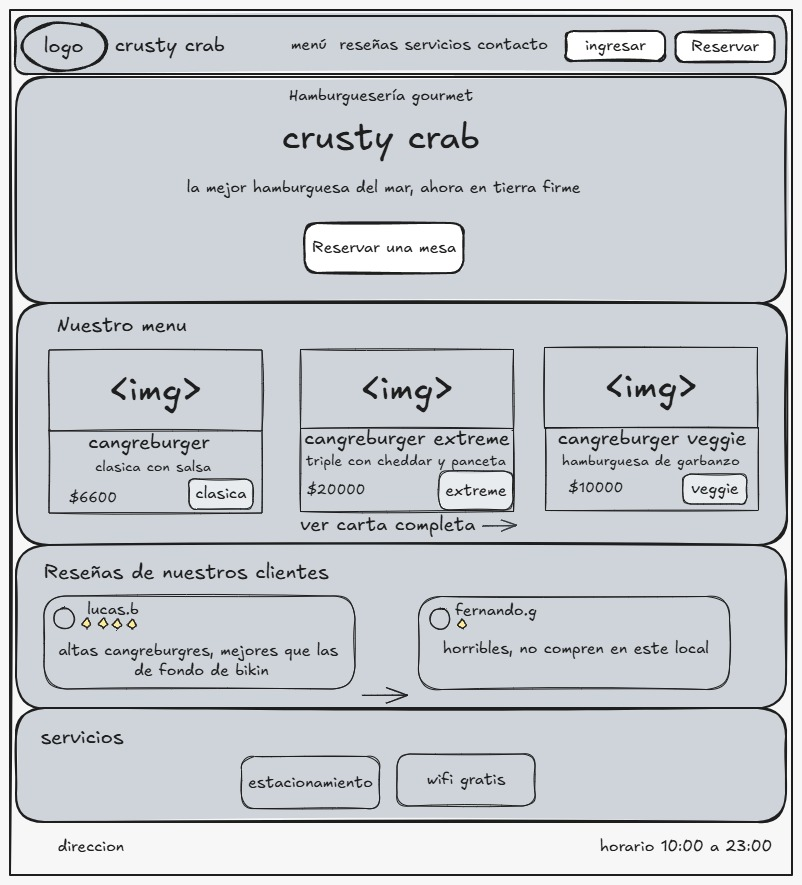 logo crusty crab menú reseñas servicios contacto ingresar Reservar
Hamburguesería gourmet
crusty crab
la mejor hamburguesa del mar, ahora en tierra firme
Reservar una mesa
Nuestro menu
<img>
cangreburger
clasica con salsa
$6600 clasica
<img>
cangreburger extreme
triple con cheddar y panceta
$20000 extreme
<img>
cangreburger veggie
hamburguesa de garbanzo
$10000 veggie
ver carta completa
Reseñas de nuestros clientes
lucas.b
altas cangreburgres, mejores que las
de fondo de bikin
fernando.g
horribles, no compren en este local
servicios
estacionamiento
wifi gratis
direccion
horario 10:00 a 23:00